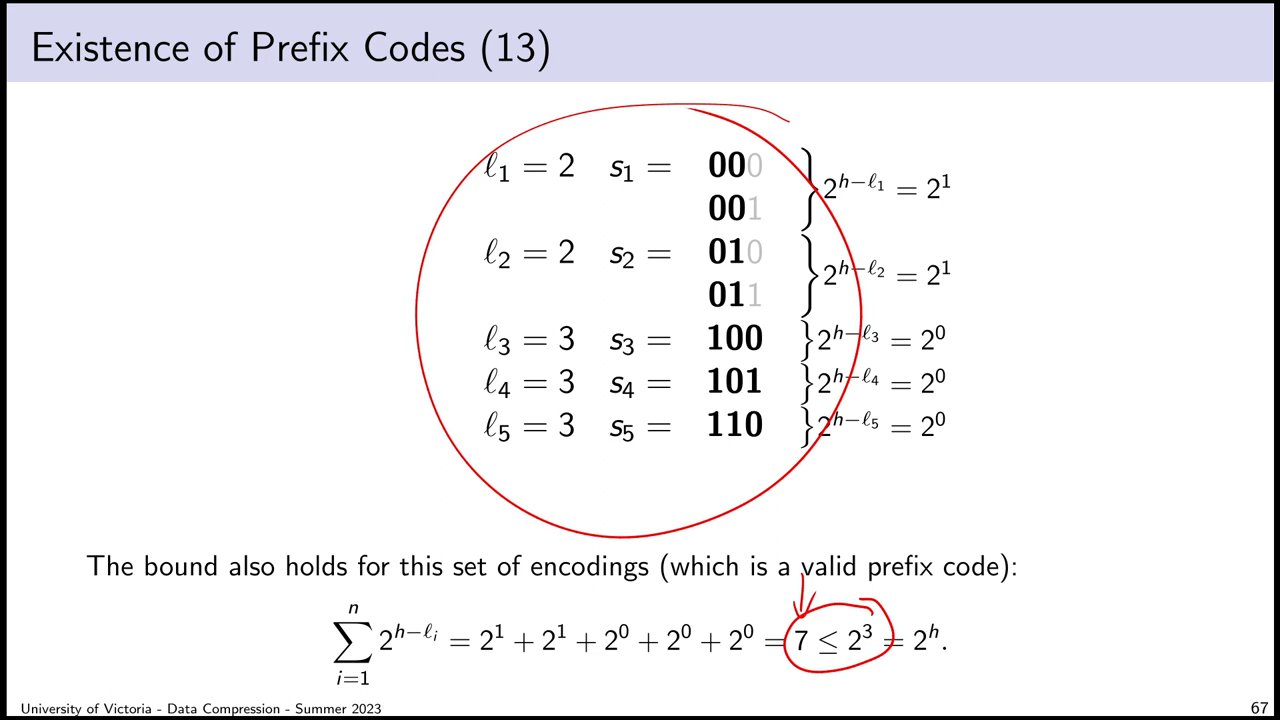 Existence of Prefix Codes (13)
ℓ₁ = 2 s₁ = 000 } 2^{h−ℓ₁} = 2¹
001
ℓ₂ = 2 s₂ = 010 } 2^{h−ℓ₂} = 2¹
011
ℓ₃ = 3 s₃ = 100 } 2^{h−ℓ₃} = 2⁰
ℓ₄ = 3 s₄ = 101 } 2^{h−ℓ₄} = 2⁰
ℓ₅ = 3 s₅ = 110 } 2^{h−ℓ₅} = 2⁰
The bound also holds for this set of encodings (which is a valid prefix code):
∑_{i=1}^{n} 2^{h−ℓᵢ} = 2¹ + 2¹ + 2⁰ + 2⁰ + 2⁰ = 7 ≤ 2³ = 2^h.
University of Victoria - Data Compression - Summer 2023
67